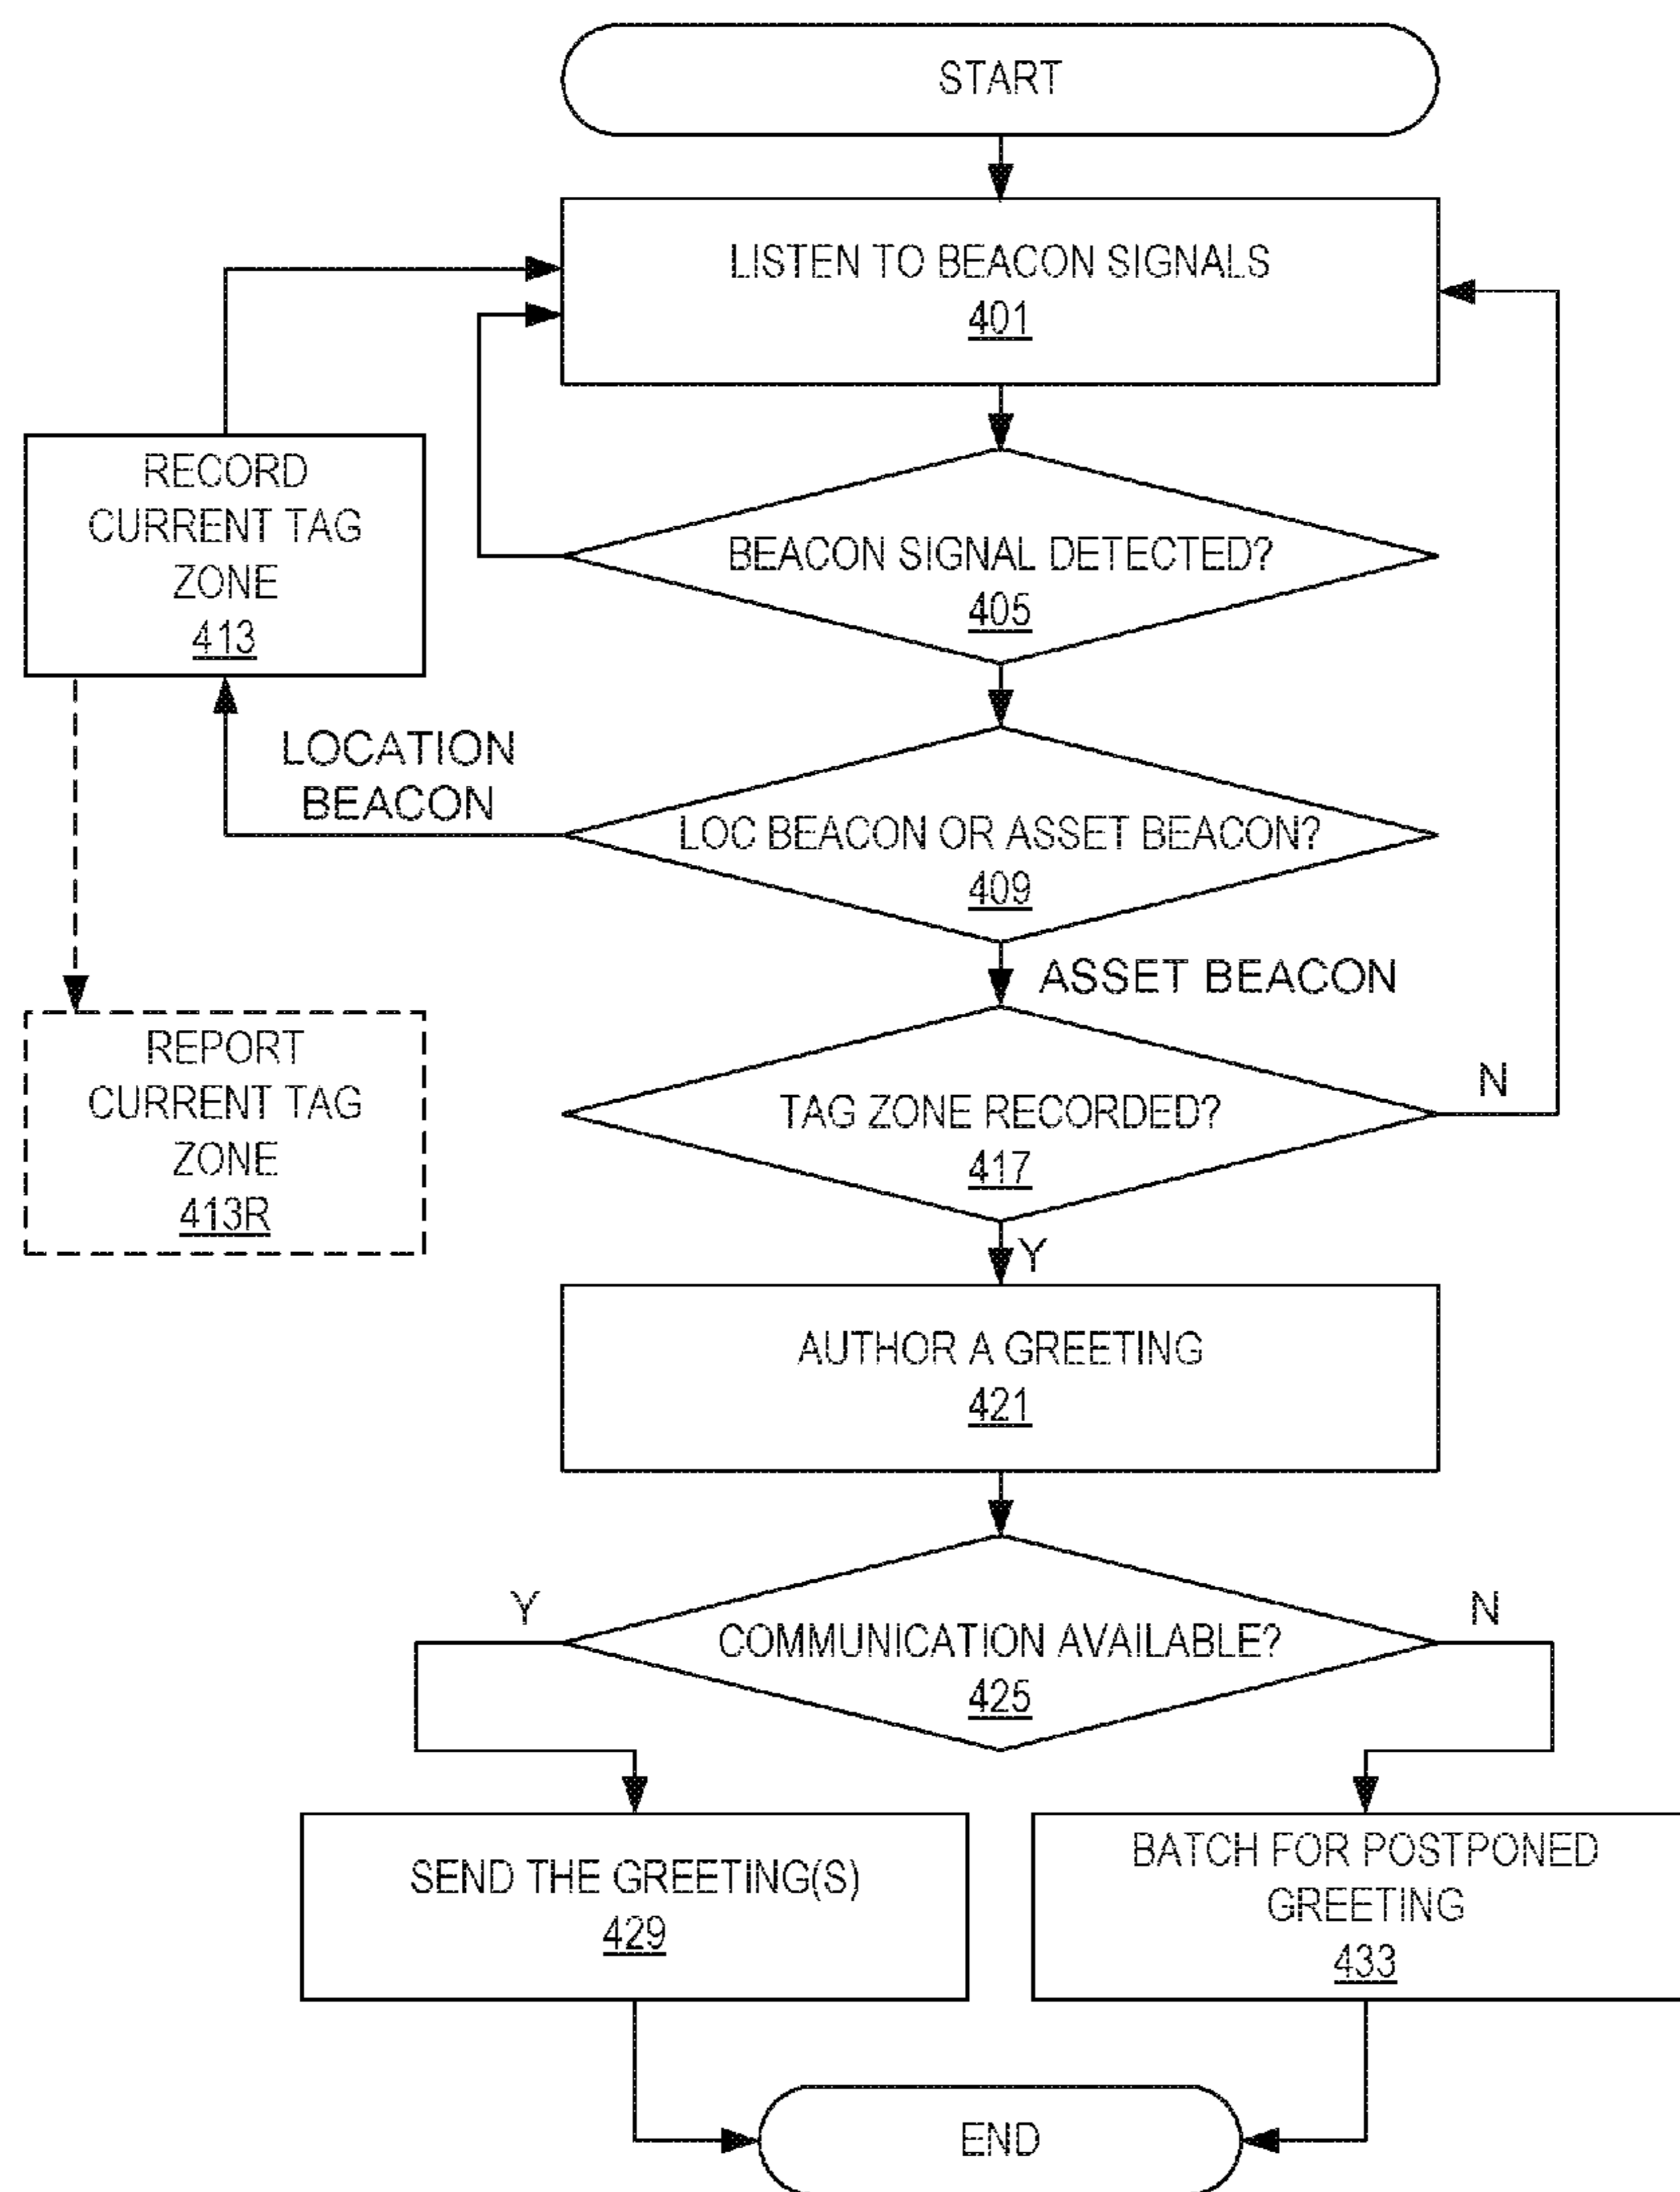 START
LISTEN TO BEACON SIGNALS
401
RECORD
CURRENT TAG
ZONE
413
BEACON SIGNAL DETECTED?
405
LOCATION
BEACON
LOC BEACON OR ASSET BEACON?
409
ASSET BEACON
REPORT
CURRENT TAG
ZONE
413R
TAG ZONE RECORDED?
417
N
Y
AUTHOR A GREETING
421
Y
COMMUNICATION AVAILABLE?
425
N
SEND THE GREETING(S)
429
BATCH FOR POSTPONED
GREETING
433
END